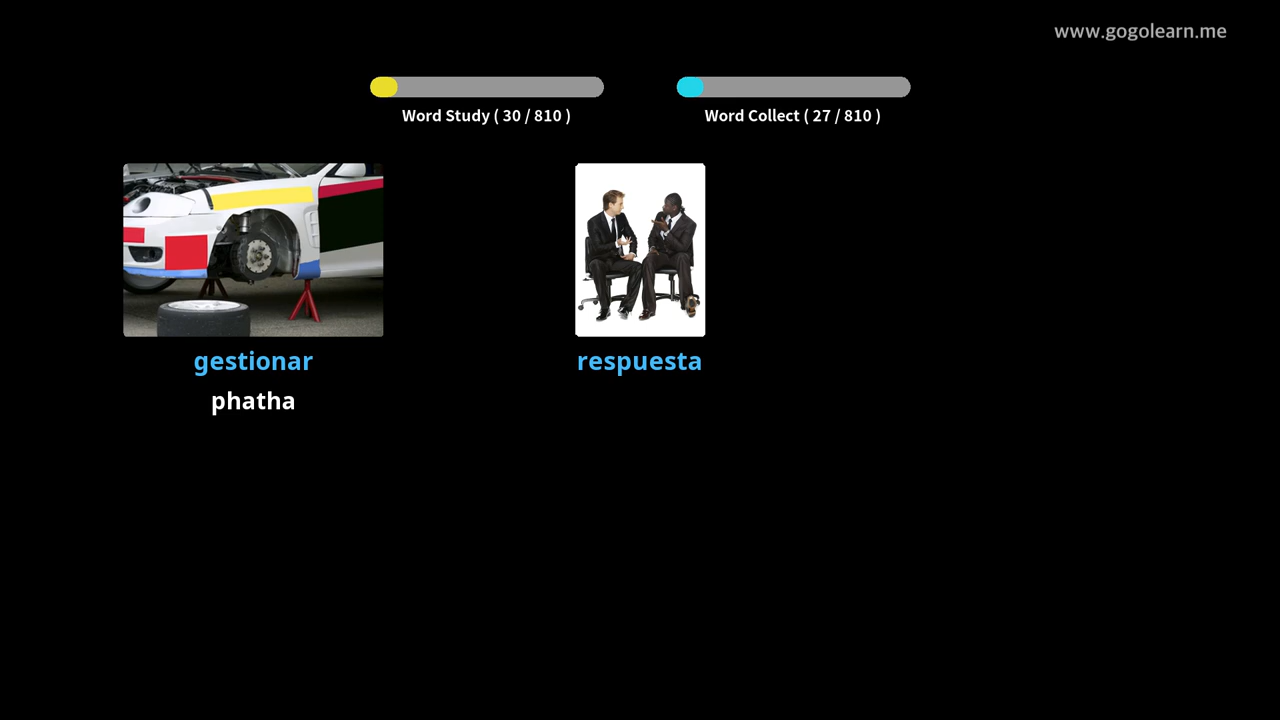 www.gogolearn.me
Word Study ( 30 / 810 )
Word Collect ( 27 / 810 )
gestionar
respuesta
phatha